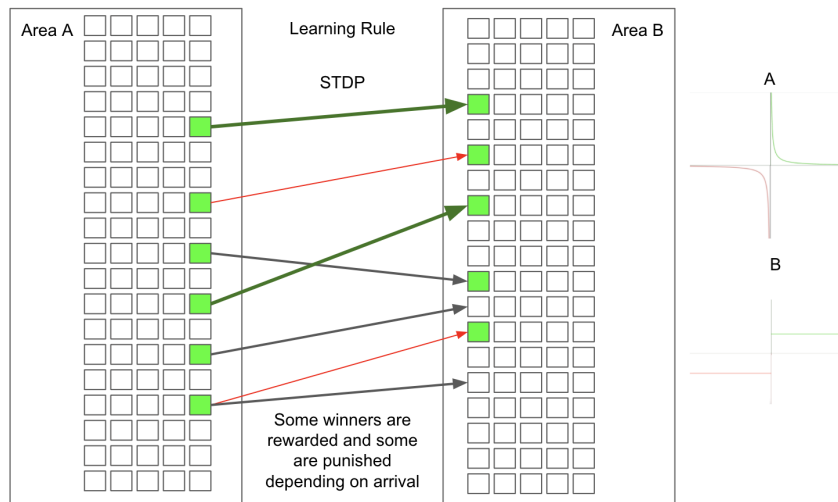 Area A
Learning Rule
Area B
STDP
A
B
Some winners are
rewarded and some
are punished
depending on arrival